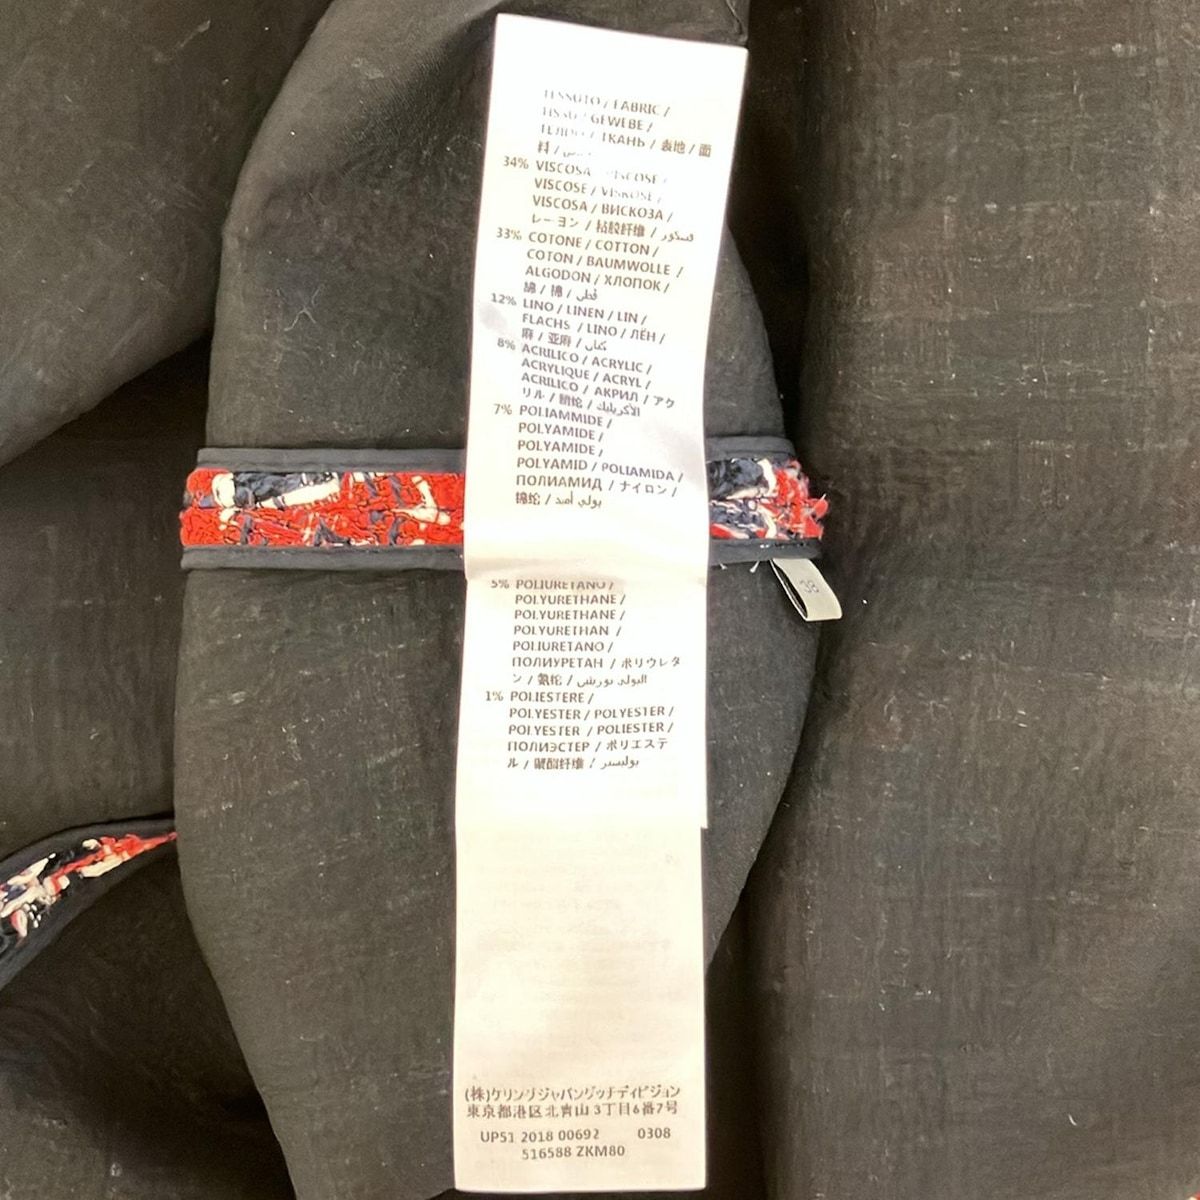 TESSUTO / FABRIC /
TISSU / GEWEBE /
TEJIDO / ТКАНЬ / 表地 / 面
料 /
34% VISCOSA / VISCOSE /
VISCOSE / VISKOSE /
VISCOSA / ВИСКОЗА /
レーヨン / 粘胶纤维 / فسكوز
33% COTONE / COTTON /
COTON / BAUMWOLLE /
ALGODON / ХЛОПОК /
綿 / 棉 / قطن
12% LINO / LINEN / LIN /
FLACHS / LINO / ЛЁН /
麻 / 亚麻 / كتان
8% ACRILICO / ACRYLIC /
ACRYLIQUE / ACRYL /
ACRILICO / АКРИЛ / アク
リル / 腈纶 / الأكريليك
7% POLIAMMIDE /
POLYAMIDE /
POLYAMIDE /
POLYAMID / POLIAMIDA /
ПОЛИАМИД / ナイロン /
锦纶 / بولي أميد
5% POLIURETANO /
POLYURETHANE /
POLYURETHANE /
POLYURETHAN /
POLIURETANO /
ПОЛИУРЕТАН / ポリウレタ
ン / 氨纶 /
1% POLIESTERE /
POLYESTER / POLYESTER /
POLYESTER / POLIESTER /
ПОЛИЭСТЕР / ポリエステ
ル / 聚酯纤维 / بوليستر
38
(株)ケリングジャパングッチディビジョン
東京都港区北青山3丁目6番7号
UP51 2018 00692 0308
516588 ZKM80